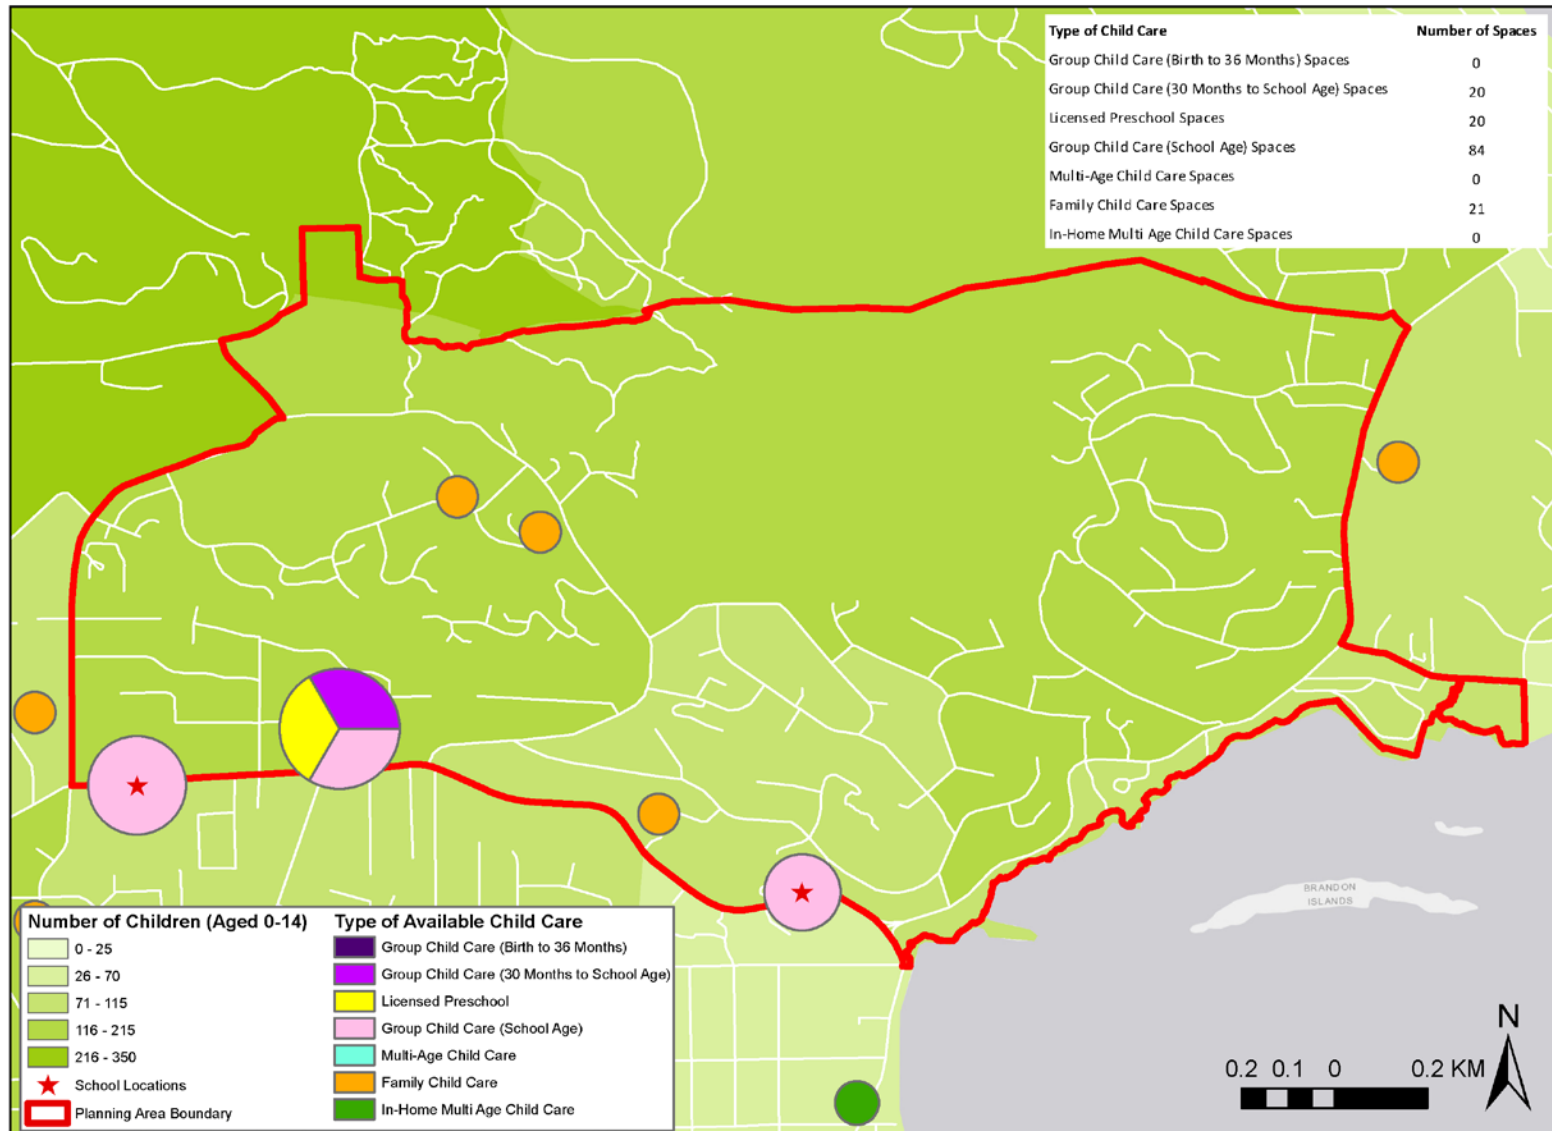 Type of Child Care Number of Spaces
Group Child Care (Birth to 36 Months) Spaces 0
Group Child Care (30 Months to School Age) Spaces 20
Licensed Preschool Spaces 20
Group Child Care (School Age) Spaces 84
Multi-Age Child Care Spaces 0
Family Child Care Spaces 21
In-Home Multi Age Child Care Spaces 0
BRANDON
ISLANDS
Number of Children (Aged 0-14)
0 - 25
26 - 70
71 - 115
116 - 215
216 - 350
School Locations
Planning Area Boundary
Type of Available Child Care
Group Child Care (Birth to 36 Months)
Group Child Care (30 Months to School Age)
Licensed Preschool
Group Child Care (School Age)
Multi-Age Child Care
Family Child Care
In-Home Multi Age Child Care
N
0.2 0.1 0 0.2 KM